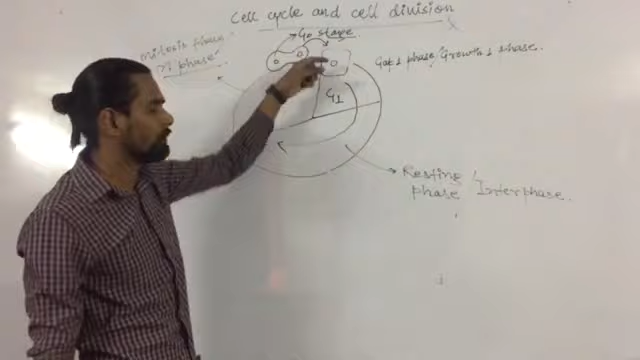 Cell cycle and cell division
G0 stage
mitosis phase
M phase
Gap 1 phase/Growth 1 phase.
G1
Resting /
phase Interphase.